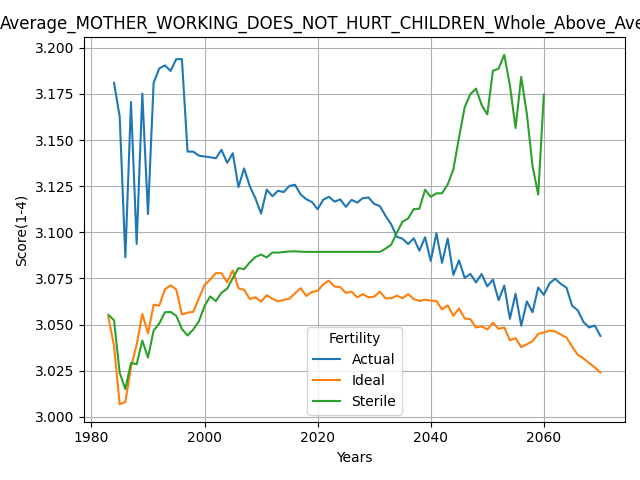 Average_MOTHER_WORKING_DOES_NOT_HURT_CHILDREN_Whole_Above_Ave
3.200
3.175
3.150
3.125
3.100
3.075
3.050
3.025
3.000
Score(1-4)
Fertility
Actual
Ideal
Sterile
1980
2000
2020
2040
2060
Years